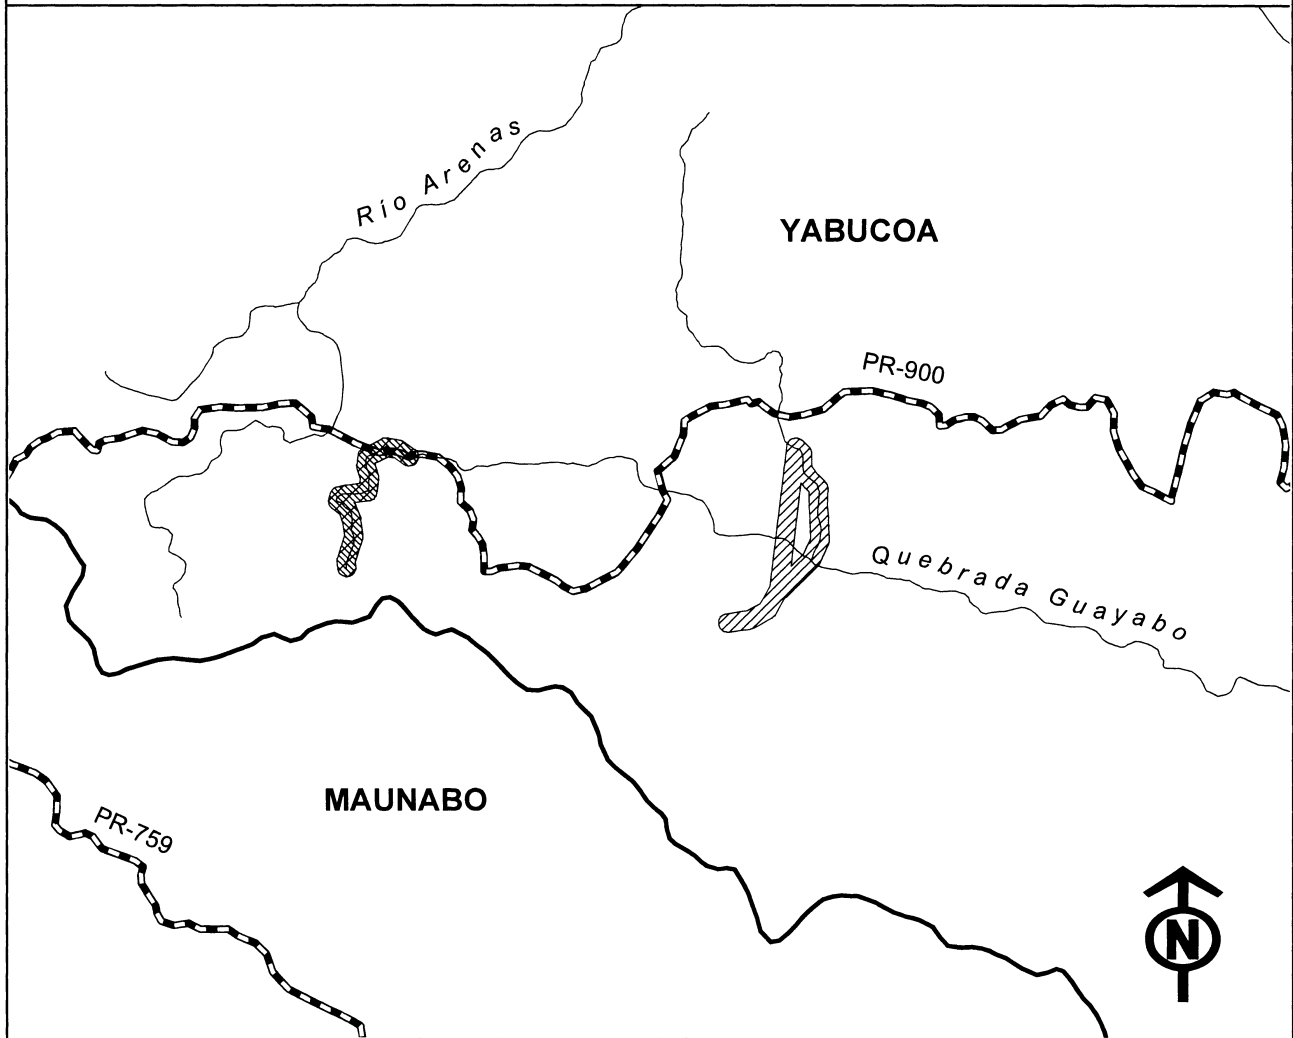 Río Arenas
YABUCOA
PR-900
Quebrada Guayabo
MAUNABO
PR-759
N